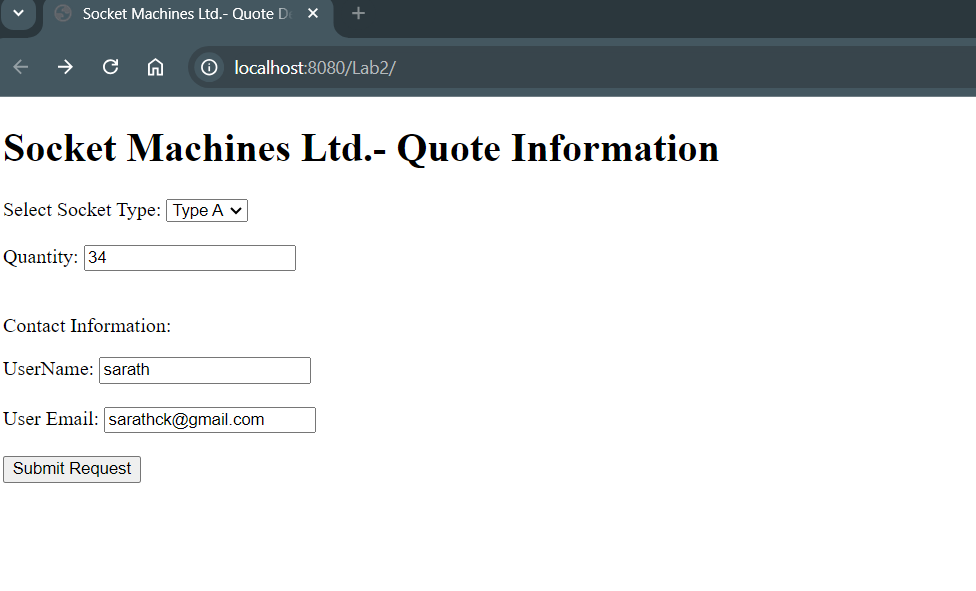 Socket Machines Ltd.- Quote D
localhost:8080/Lab2/
Socket Machines Ltd.- Quote Information
Select Socket Type: Type A
Quantity: 34
Contact Information:
UserName: sarath
User Email: sarathck@gmail.com
Submit Request